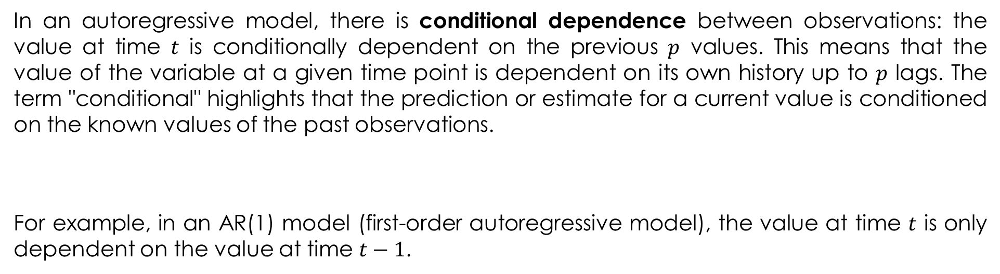 In an autoregressive model, there is conditional dependence between observations: the
value at time t is conditionally dependent on the previous p values. This means that the
value of the variable at a given time point is dependent on its own history up to p lags. The
term "conditional" highlights that the prediction or estimate for a current value is conditioned
on the known values of the past observations.
For example, in an AR(1) model (first-order autoregressive model), the value at time t is only
dependent on the value at time t − 1.